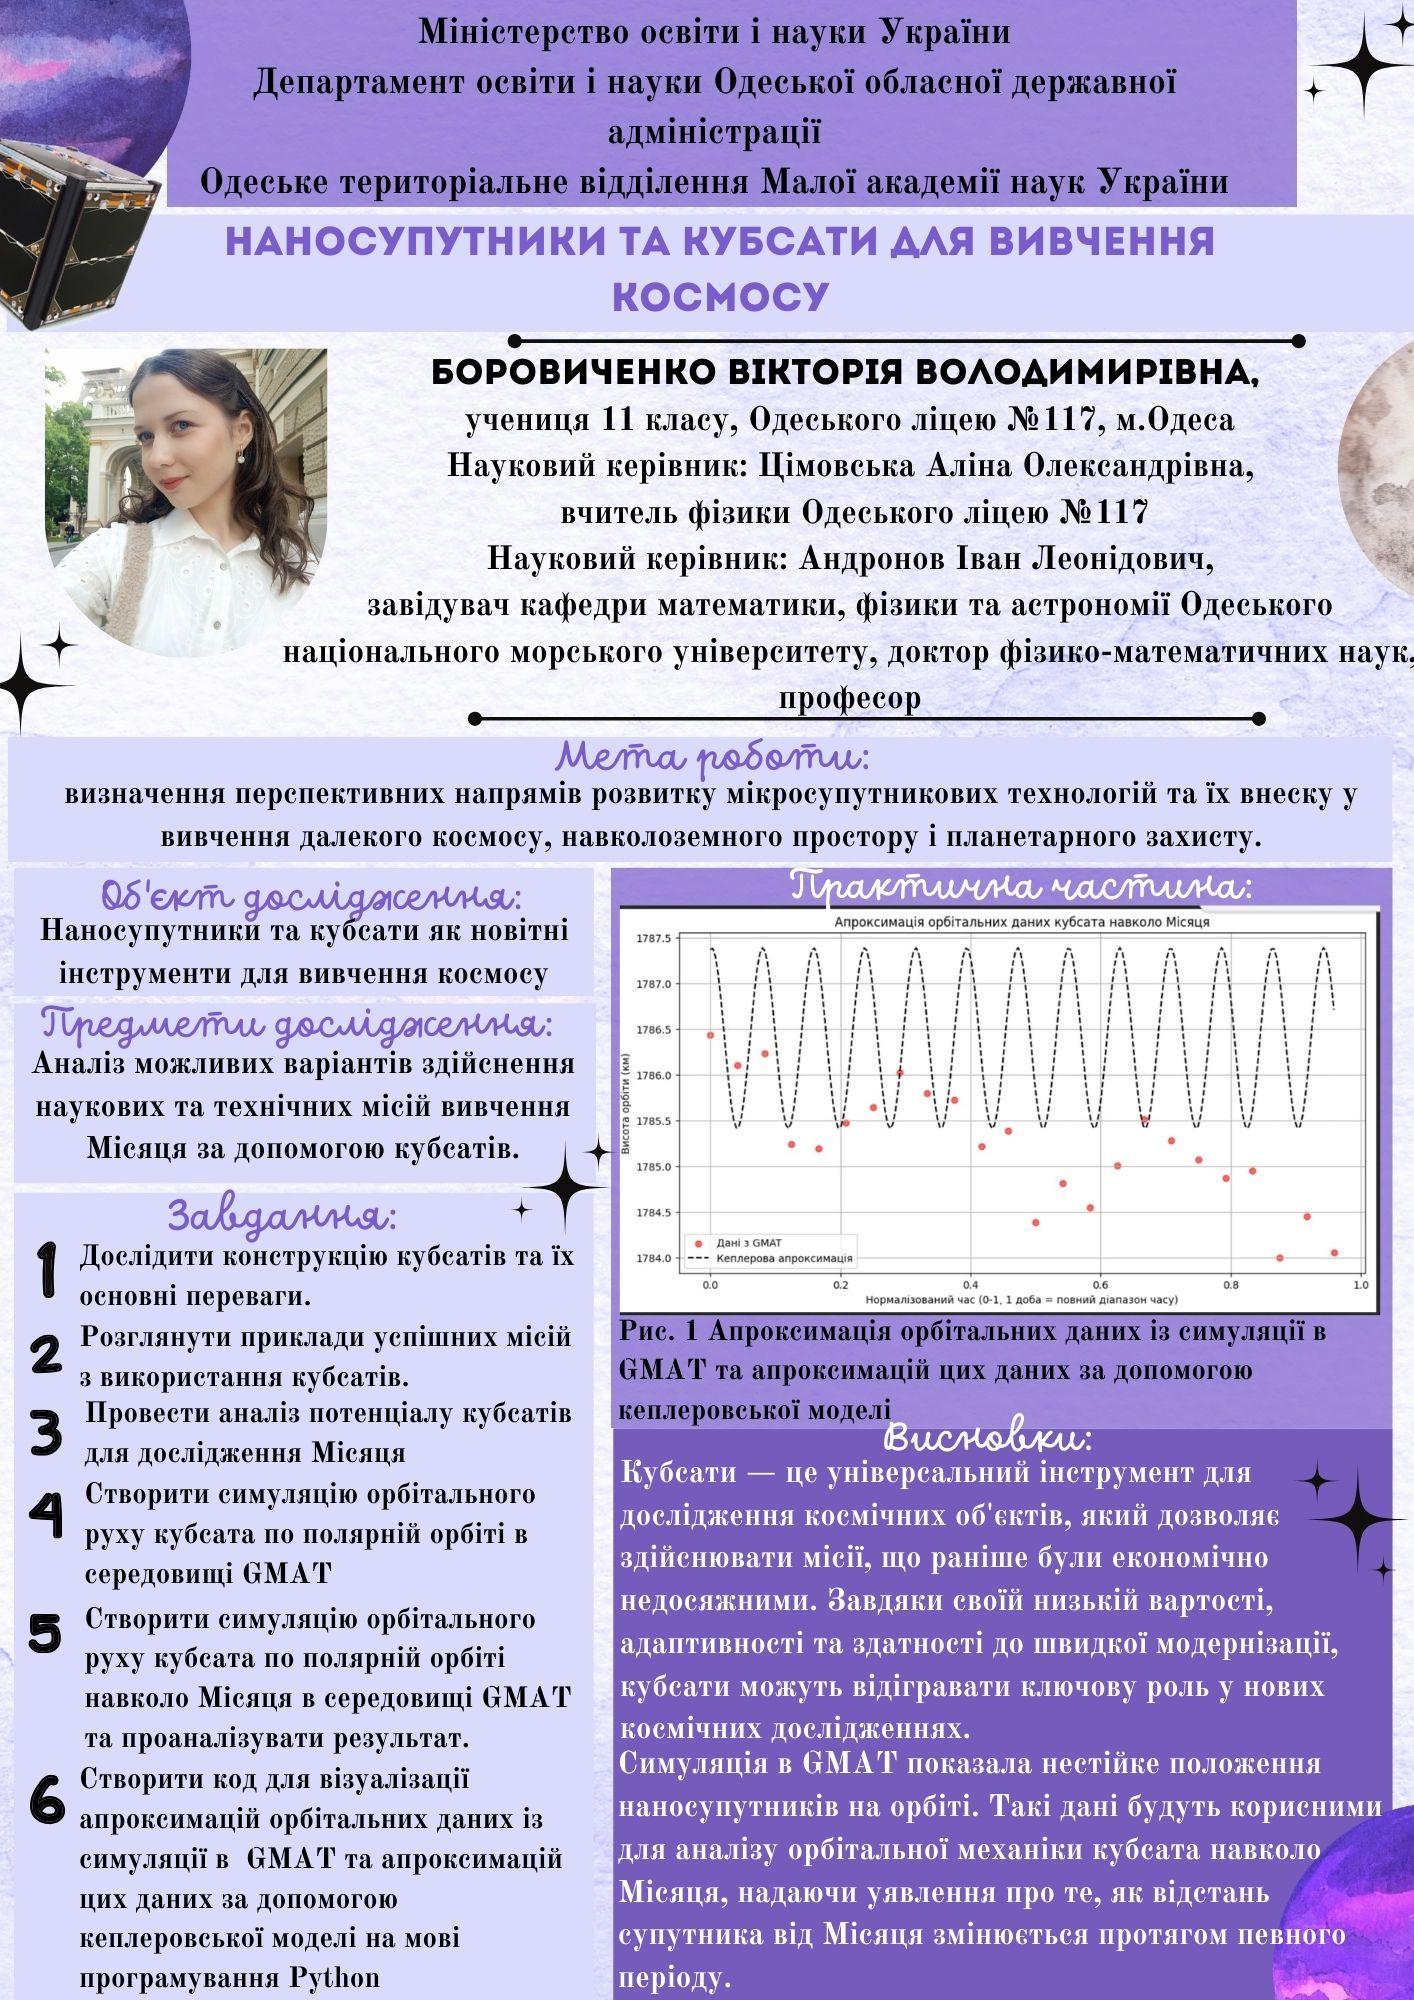 Міністерство освіти і науки України
Департамент освіти і науки Одеської обласної державної
адміністрації
Одеське територіальне відділення Малої академії наук України
НАНОСУПУТНИКИ ТА КУБСАТИ ДЛЯ ВИВЧЕННЯ
КОСМОСУ
БОРОВИЧЕНКО ВІКТОРІЯ ВОЛОДИМИРІВНА,
учениця 11 класу, Одеського ліцею №117, м.Одеса
Науковий керівник: Цімовська Аліна Олександрівна,
вчитель фізики Одеського ліцею №117
Науковий керівник: Андронов Іван Леонідович,
завідувач кафедри математики, фізики та астрономії Одеського
національного морського університету, доктор фізико-математичних наук,
професор
Мета роботи:
визначення перспективних напрямів розвитку мікросупутникових технологій та їх внеску у
вивчення далекого космосу, навколоземного простору і планетарного захисту.
Об'єкт дослідження:
Наносупутники та кубсати як новітні
інструменти для вивчення космосу
Предмети дослідження:
Аналіз можливих варіантів здійснення
наукових та технічних місій вивчення
Місяця за допомогою кубсатів.
Завдання:
1 Дослідити конструкцію кубсатів та їх
основні переваги.
2 Розглянути приклади успішних місій
з використання кубсатів.
3 Провести аналіз потенціалу кубсатів
для дослідження Місяця
4 Створити симуляцію орбітального
руху кубсата по полярній орбіті в
середовищі GMAT
5 Створити симуляцію орбітального
руху кубсата по полярній орбіті
навколо Місяця в середовищі GMAT
та проаналізувати результат.
6 Створити код для візуалізації
апроксимацій орбітальних даних із
симуляції в GMAT та апроксимацій
цих даних за допомогою
кеплеровської моделі на мові
програмування Python
Практична частина:
Апроксимація орбітальних даних кубсата навколо Місяця
1787.5
1787.0
1786.5
1786.0
1785.5
1785.0
1784.5
1784.0
Висота орбіти (км)
Дані з GMAT
Кеплерова апроксимація
0.0 0.2 0.4 0.6 0.8 1.0
Нормалізований час (0-1, 1 доба = повний діапазон часу)
Рис. 1 Апроксимація орбітальних даних із симуляції в
GMAT та апроксимацій цих даних за допомогою
кеплеровської моделі
Висновки:
Кубсати — це універсальний інструмент для
дослідження космічних об'єктів, який дозволяє
здійснювати місії, що раніше були економічно
недосяжними. Завдяки своїй низькій вартості,
адаптивності та здатності до швидкої модернізації,
кубсати можуть відігравати ключову роль у нових
космічних дослідженнях.
Симуляція в GMAT показала нестійке положення
наносупутників на орбіті. Такі дані будуть корисними
для аналізу орбітальної механіки кубсата навколо
Місяця, надаючи уявлення про те, як відстань
супутника від Місяця змінюється протягом певного
періоду.